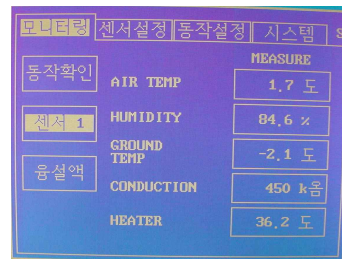 모니터링 센서설정 동작설정 시스템 S
MEASURE
동작확인
AIR TEMP 1.7 도
센서 1
HUMIDITY 84.6 %
GROUND TEMP -2.1 도
융설액
CONDUCTION 450 k옴
HEATER 36.2 도